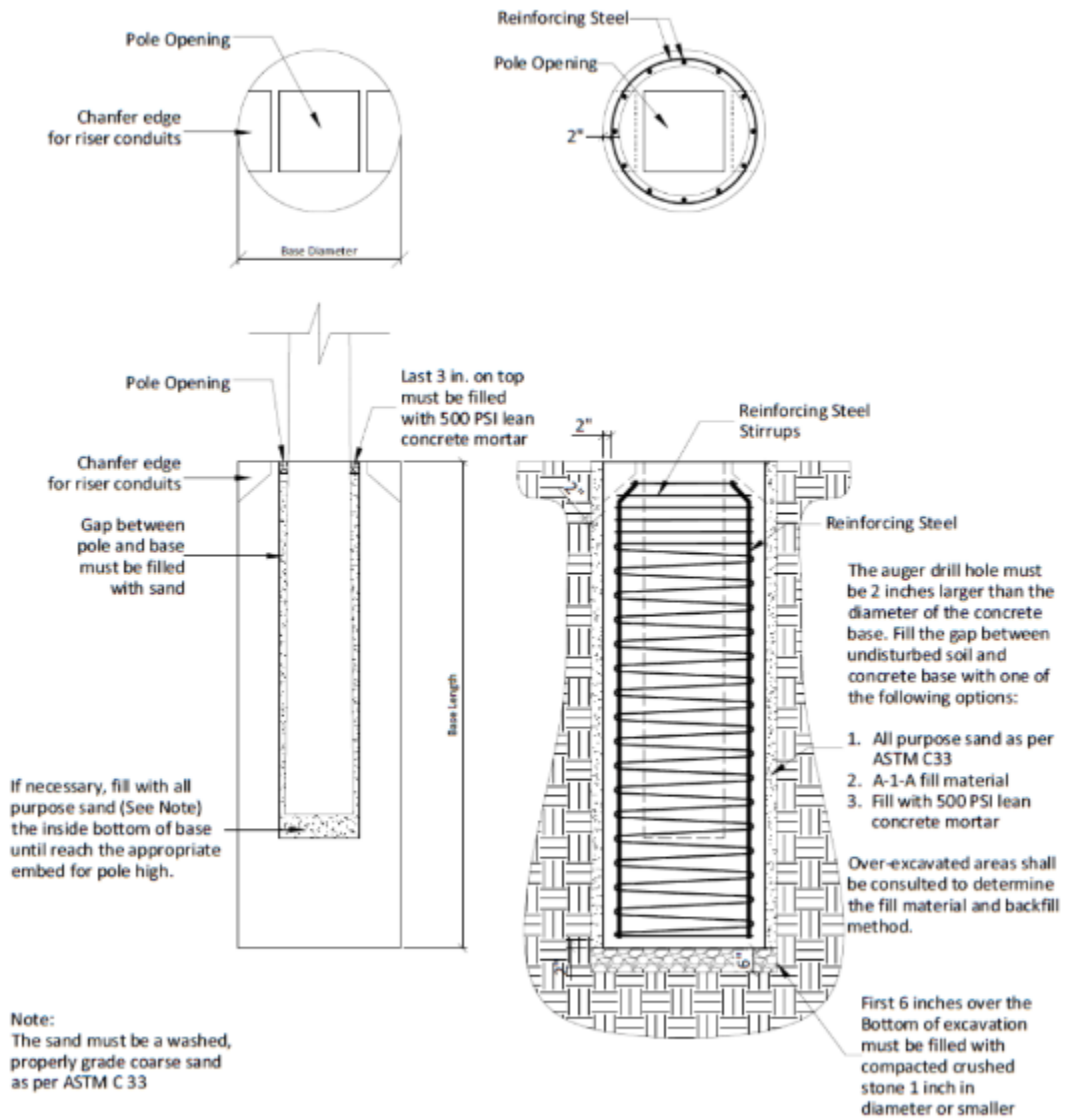 Pole Opening
Chanfer edge
for riser conduits
Base Diameter
Reinforcing Steel
Pole Opening
2"
Pole Opening
Last 3 in. on top
must be filled
with 500 PSI lean
concrete mortar
Chanfer edge
for riser conduits
Gap between
pole and base
must be filled
with sand
Base Length
If necessary, fill with all
purpose sand (See Note)
the inside bottom of base
until reach the appropriate
embed for pole high.
Note:
The sand must be a washed,
properly grade coarse sand
as per ASTM C 33
2"
Reinforcing Steel
Stirrups
2"
Reinforcing Steel
The auger drill hole must
be 2 inches larger than the
diameter of the concrete
base. Fill the gap between
undisturbed soil and
concrete base with one of
the following options:
1. All purpose sand as per
ASTM C33
2. A-1-A fill material
3. Fill with 500 PSI lean
concrete mortar
Over-excavated areas shall
be consulted to determine
the fill material and backfill
method.
2"
6"
First 6 inches over the
Bottom of excavation
must be filled with
compacted crushed
stone 1 inch in
diameter or smaller